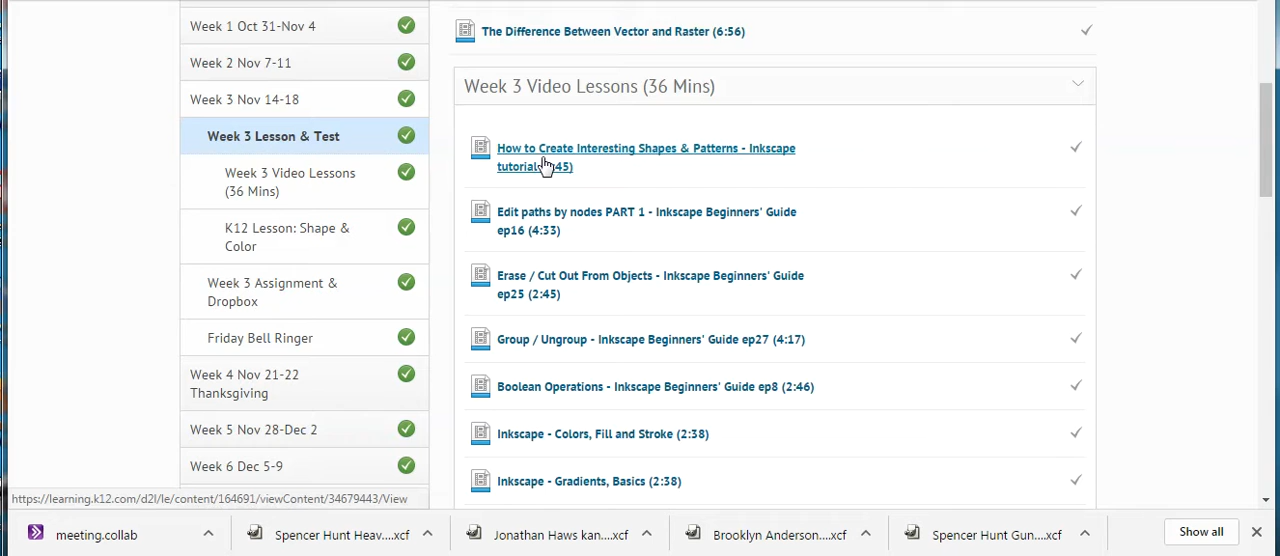 Week 1 Oct 31-Nov 4
Week 2 Nov 7-11
Week 3 Nov 14-18
Week 3 Lesson & Test
Week 3 Video Lessons
(36 Mins)
K12 Lesson: Shape &
Color
Week 3 Assignment &
Dropbox
Friday Bell Ringer
Week 4 Nov 21-22
Thanksgiving
Week 5 Nov 28-Dec 2
Week 6 Dec 5-9
The Difference Between Vector and Raster (6:56)
Week 3 Video Lessons (36 Mins)
How to Create Interesting Shapes & Patterns - Inkscape
tutorial 45)
Edit paths by nodes PART 1 - Inkscape Beginners' Guide
ep16 (4:33)
Erase / Cut Out From Objects - Inkscape Beginners' Guide
ep25 (2:45)
Group / Ungroup - Inkscape Beginners' Guide ep27 (4:17)
Boolean Operations - Inkscape Beginners' Guide ep8 (2:46)
Inkscape - Colors, Fill and Stroke (2:38)
Inkscape - Gradients, Basics (2:38)
https://learning.k12.com/d2l/le/content/164691/viewContent/34679443/View
meeting.collab
Spencer Hunt Heav....xcf
Jonathan Haws kan....xcf
Brooklyn Anderson....xcf
Spencer Hunt Gun....xcf
Show all